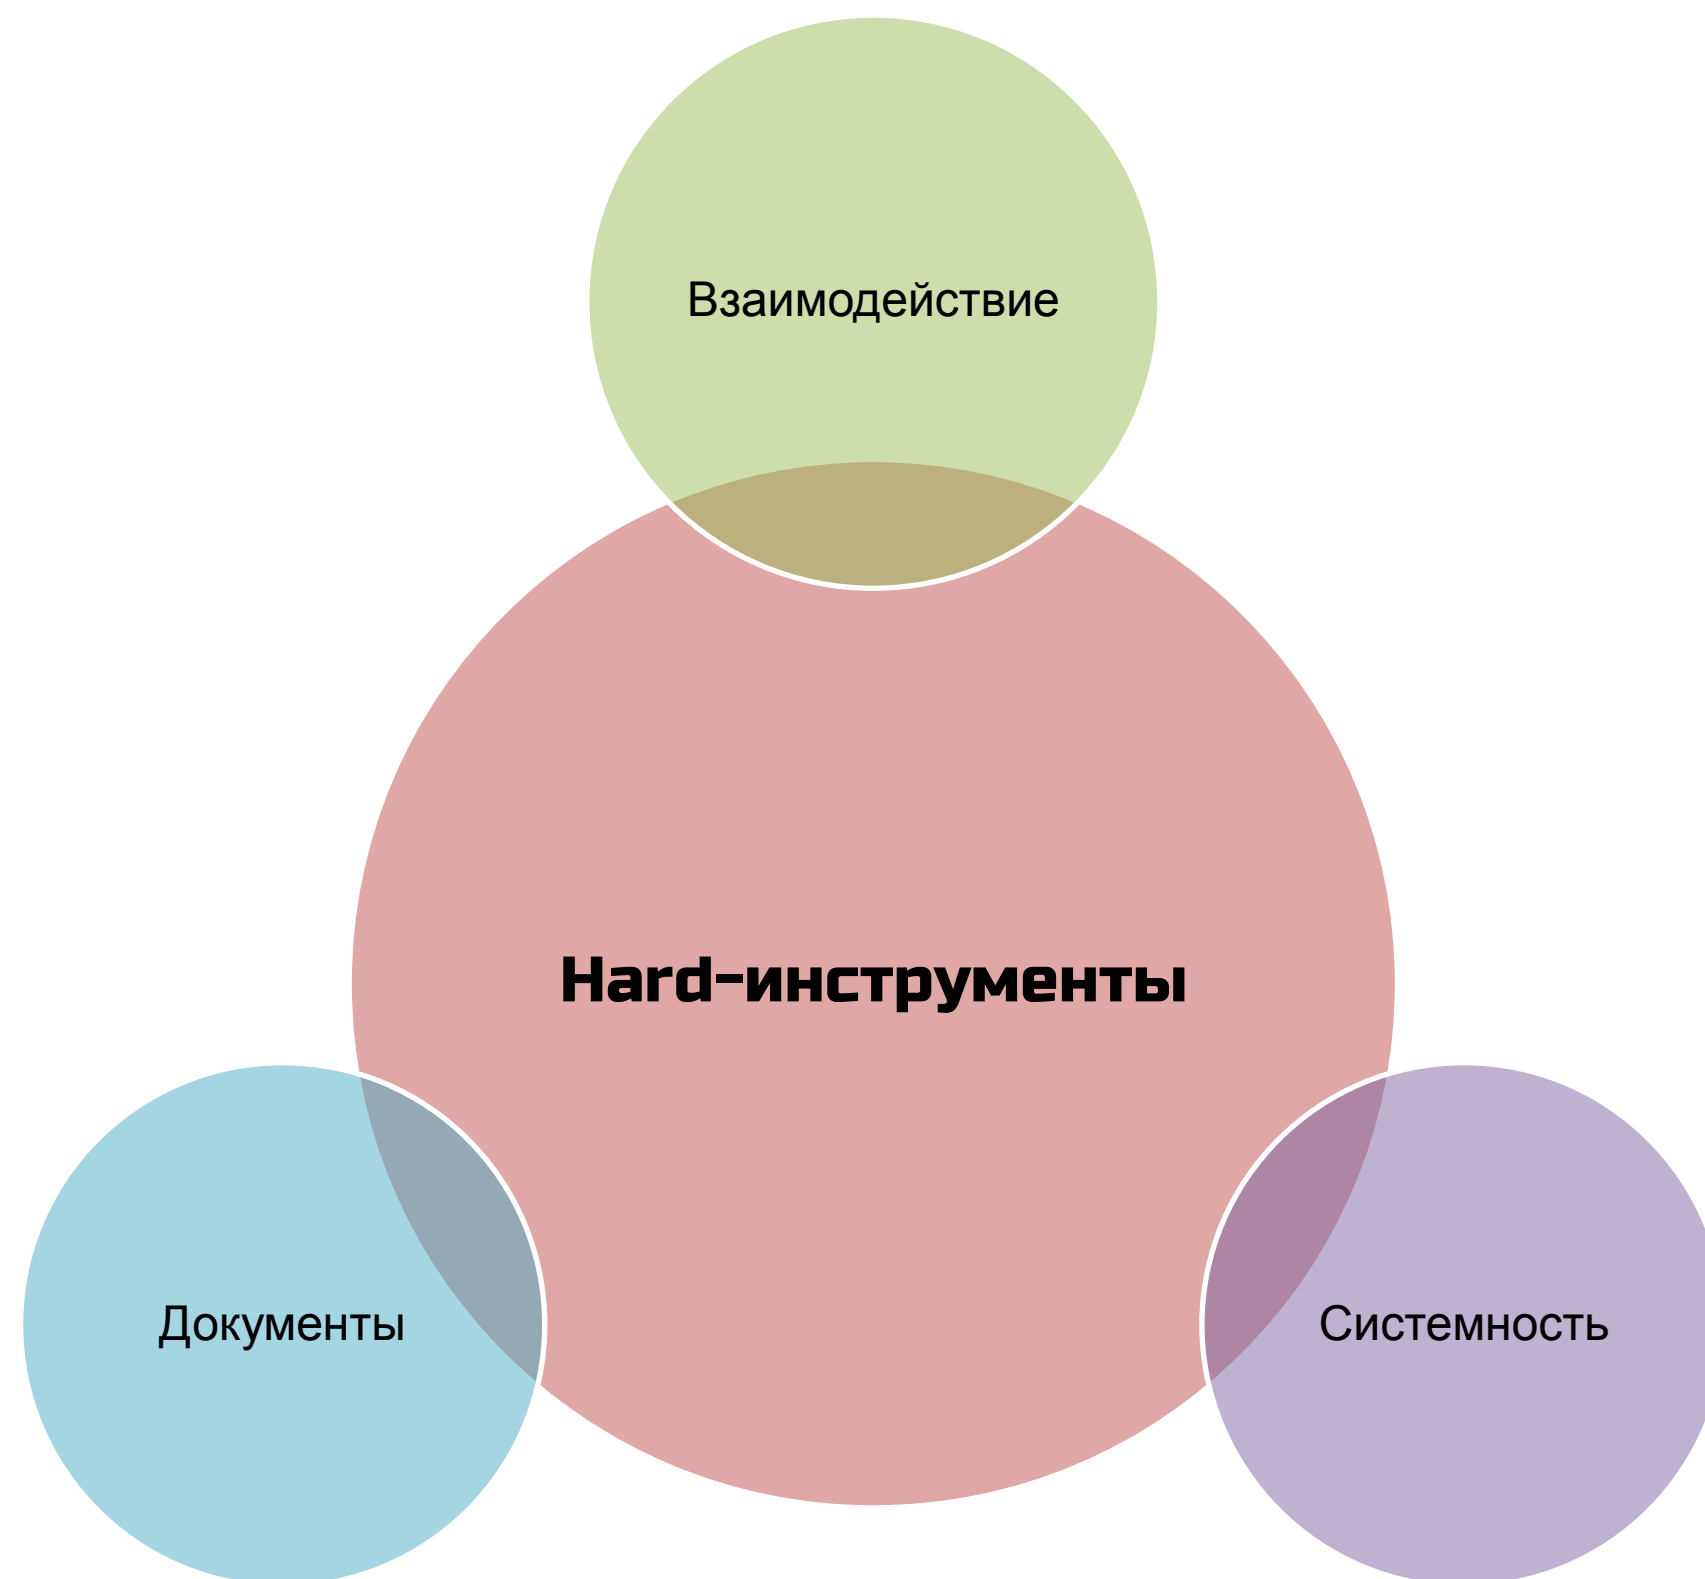 Взаимодействие
Hard-инструменты
Документы
Системность